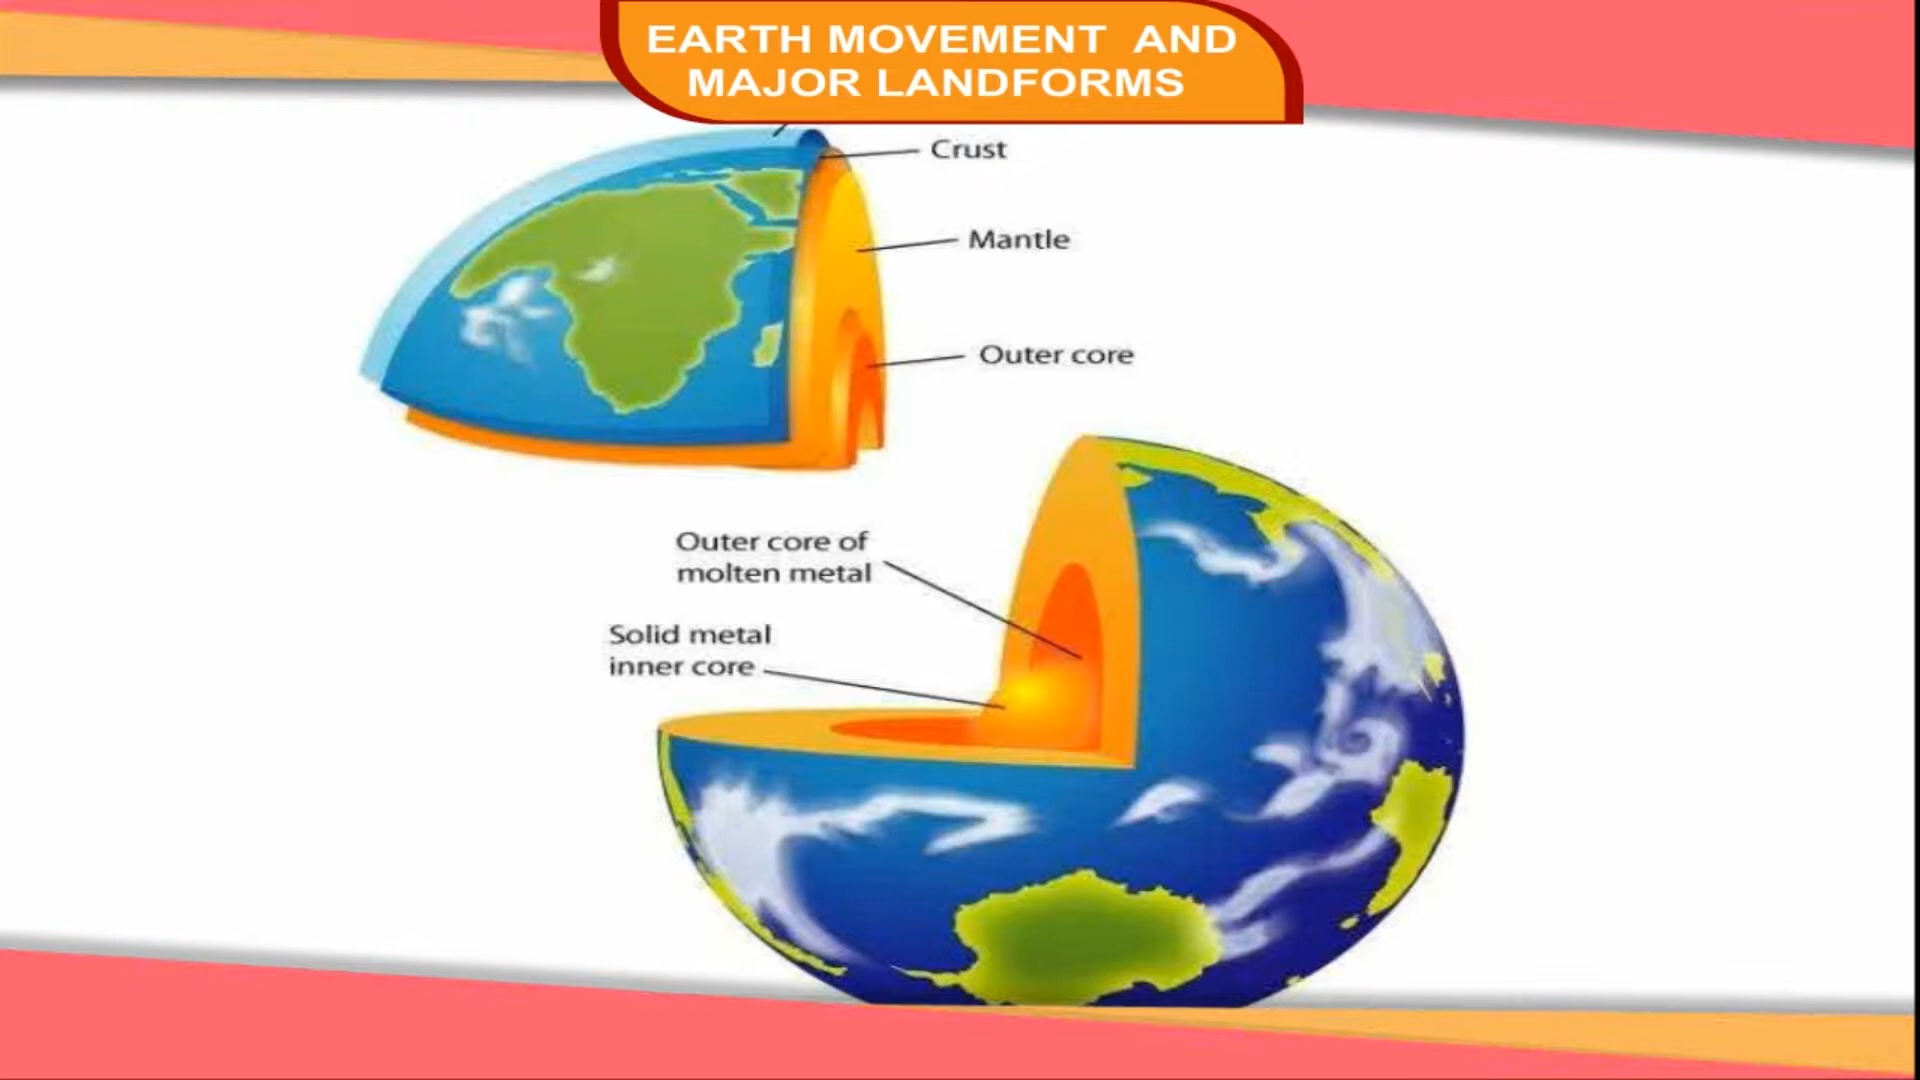 EARTH MOVEMENT AND
MAJOR LANDFORMS
Crust
Mantle
Outer core
Outer core of
molten metal
Solid metal
inner core